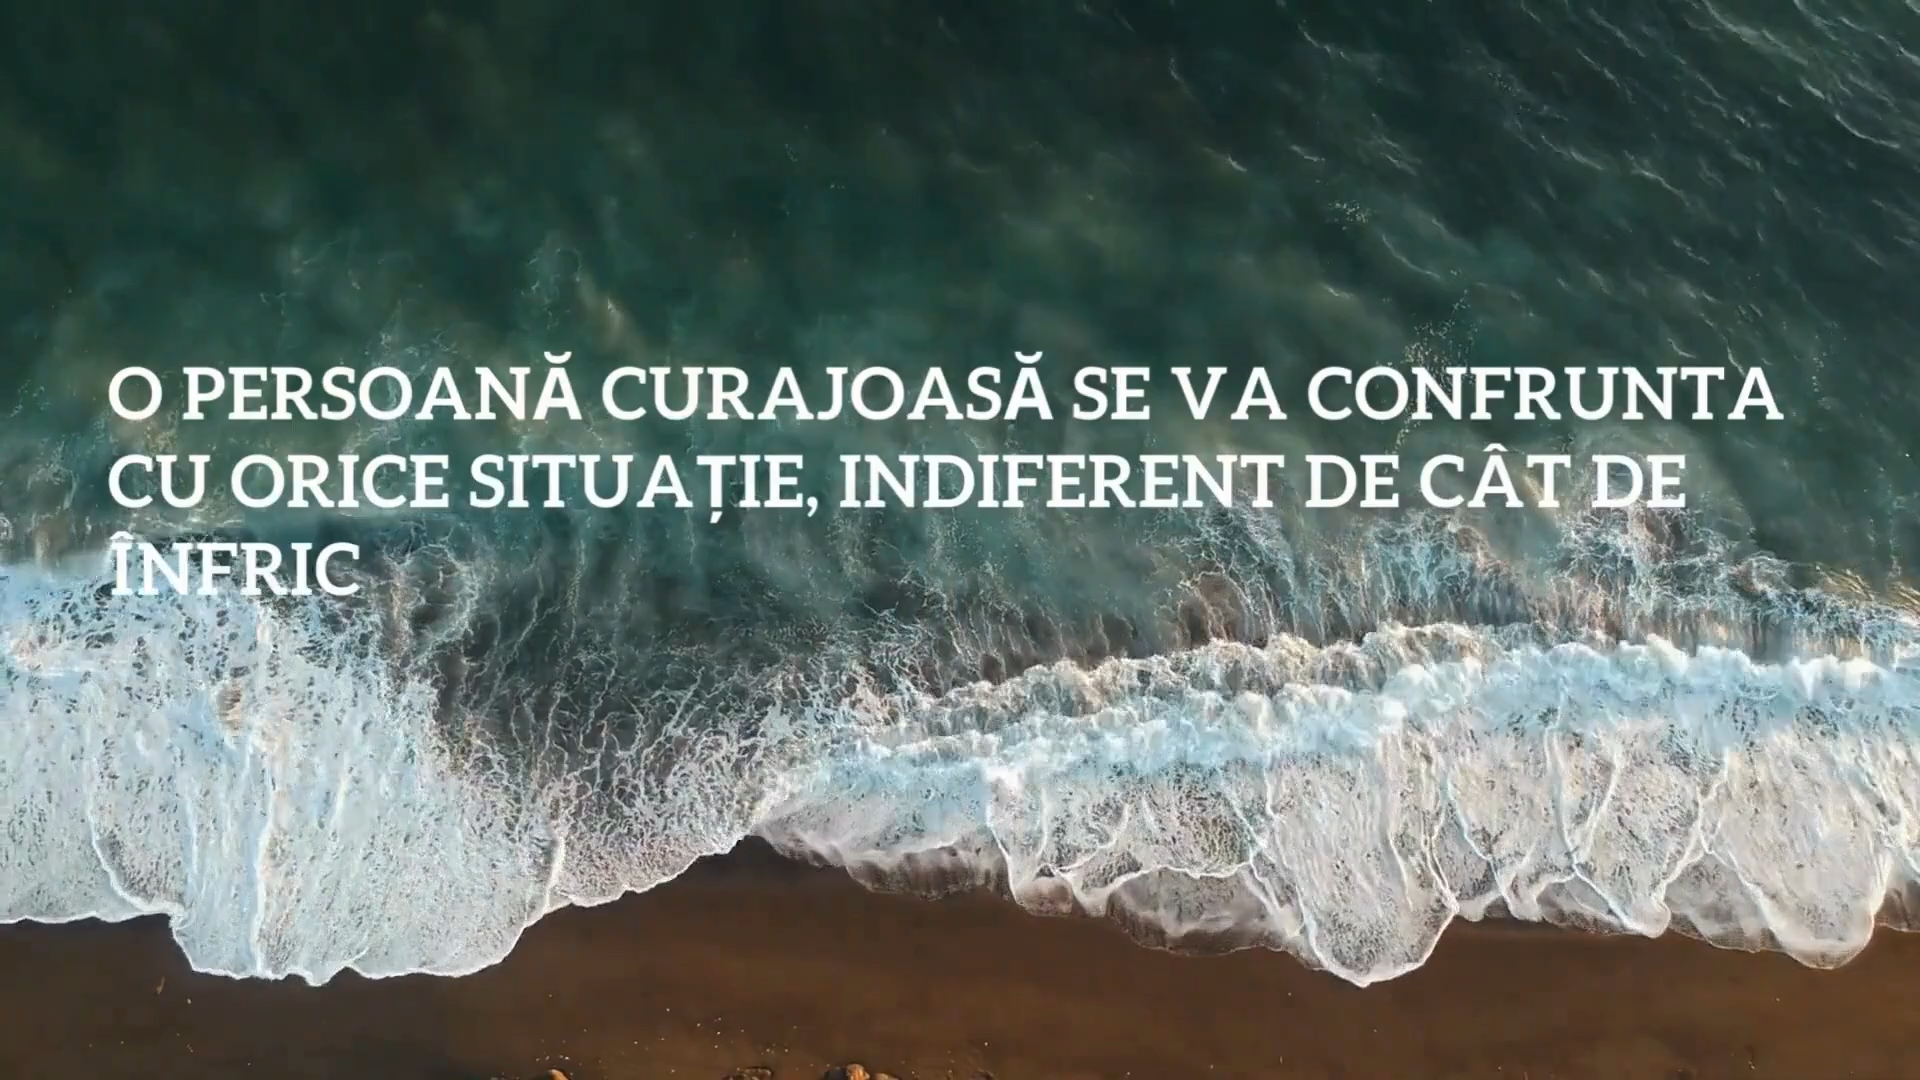 O PERSOANĂ CURAJOASĂ SE VA CONFRUNTA
CU ORICE SITUAȚIE, INDIFERENT DE CÂT DE
ÎNFRIC